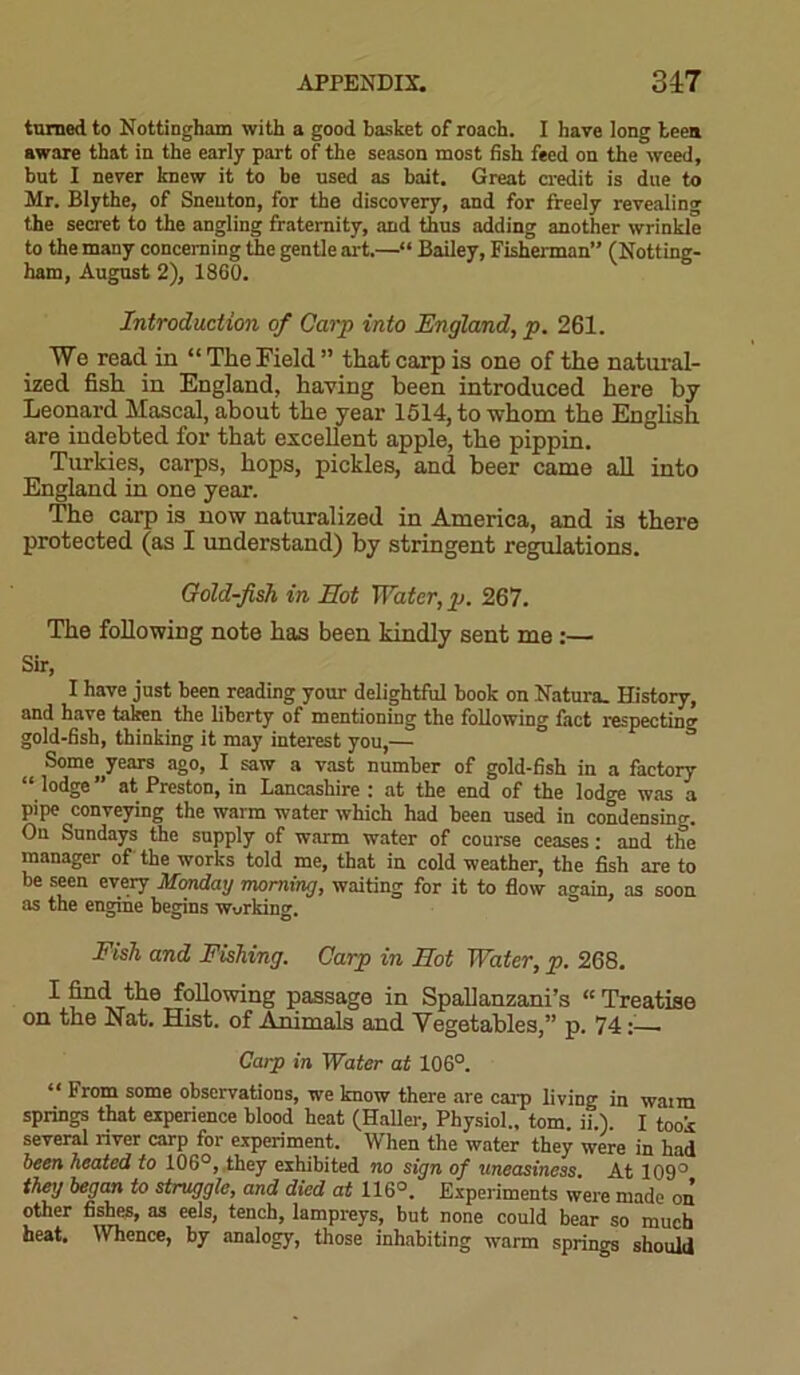 APPENDIX. 347
turned to Nottingham with a good basket of roach. I have long been
aware that in the early part of the season most fish feed on the weed,
but I never knew it to be used as bait. Great credit is due to
Mr. Blythe, of Sneuton, for the discovery, and for freely revealing
the secret to the angling fraternity, and thus adding another wrinkle
to the many concerning the gentle art.—“ Bailey, Fisherman” (Notting-
ham, August 2), 1860.
Introduction of Carp into England, p. 261.
We read in “ The Field ” that carp is one of the natural-
ized fish in England, having been introduced here by
Leonard Mascal, about the year 1514, to whom the English
are indebted for that excellent apple, the pippin.
Turkies, carps, hops, pickles, and beer came all into
England in one year.
The carp is now naturalized in America, and is there
protected (as I understand) by stringent regulations.
Gold-fish in Hot Water, p. 267.
The following note has been kindly sent me :—
Sir,
I have just been reading your delightful book on Natura. History,
and have taken the liberty of mentioning the following fact respecting
gold-fish, thinking it may interest you,—
Some years ago, I saw a vast number of gold-fish in a factory
“ lodge ” at Preston, in Lancashire : at the end of the lodge was a
pipe conveying the warm water which had been used in condensing.
On Sundays the supply of warm water of course ceases : and the
manager of the works told me, that in cold weather, the fish are to
be seen every Monday morning, waiting for it to flow again, as soon
as the engine begins working.
Fish and Fishing. Carp in Hot Water, p. 268.
I find the following passage in Spallanzani’s “ Treatise
on the Nat. Hist. of Animals and Vegetables,” p. 74 :—
Carp in Water at 106°.
“ From some observations, we know there are carp living in warm
springs that experience blood heat (Haller, Physiol., tom. ii.). I took
several river carp for experiment. When the water they were in had
been heated to 106°, they exhibited no sign of uneasiness. At 109°
they began to struggle, and died at 116°. Experiments were made on
other fishes, as eels, tench, lampreys, but none could bear so much
heat. Whence, by analogy, those inhabiting warm springs should